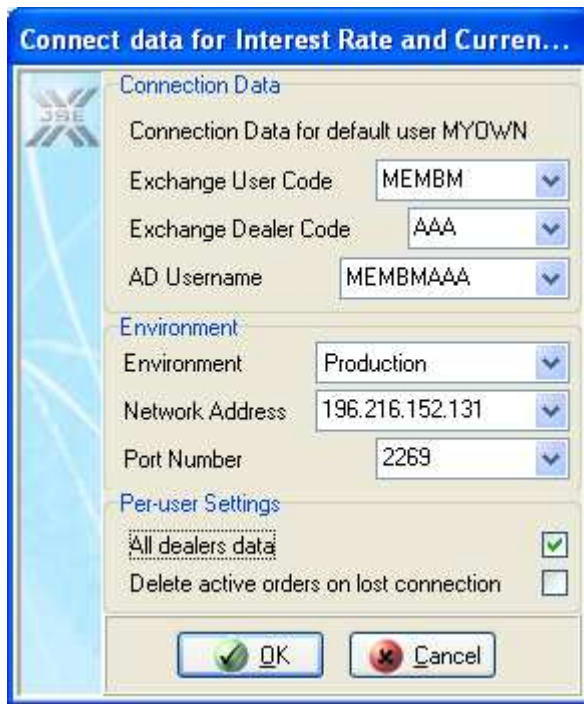 Connect data for Interest Rate and Curren...
JSE
Connection Data
Connection Data for default user MYOWN
Exchange User Code MEMBM
Exchange Dealer Code AAA
AD Username MEMBMAAA
Environment
Environment Production
Network Address 196.216.152.131
Port Number 2269
Per-user Settings
All dealers data
Delete active orders on lost connection
OK Cancel